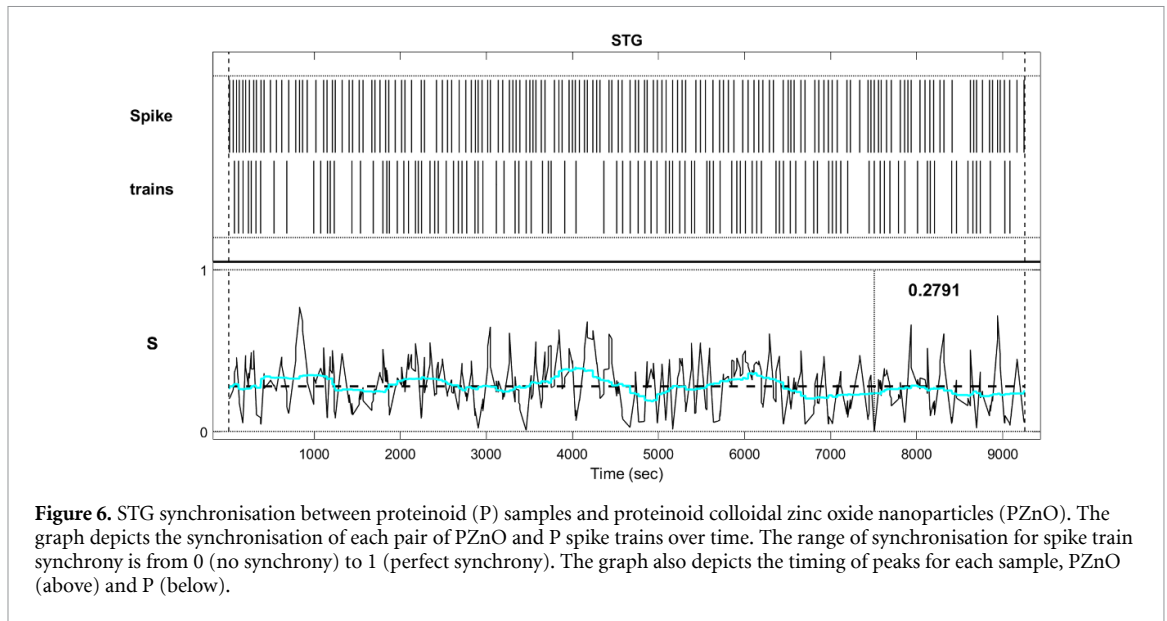 STG
Spike
trains
1
0.2791
S
0
1000 2000 3000 4000 5000 6000 7000 8000 9000
Time (sec)
Figure 6. STG synchronisation between proteinoid (P) samples and proteinoid colloidal zinc oxide nanoparticles (PZnO). The
graph depicts the synchronisation of each pair of PZnO and P spike trains over time. The range of synchronisation for spike train
synchrony is from 0 (no synchrony) to 1 (perfect synchrony). The graph also depicts the timing of peaks for each sample, PZnO
(above) and P (below).